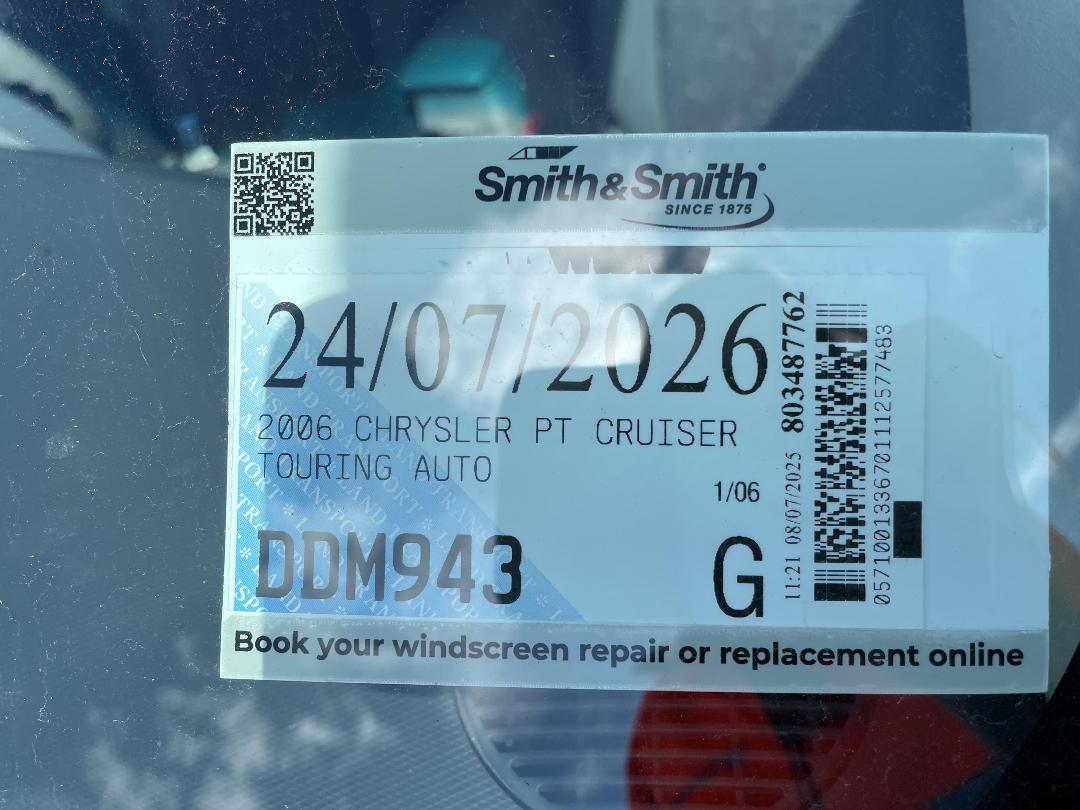 Smith&Smith
SINCE 1875
24/07/2026
2006 CHRYSLER PT CRUISER
TOURING AUTO
1/06
DDM943
G
11:21 08/07/2025 8034877762
0571001336701112577483
Book your windscreen repair or replacement online